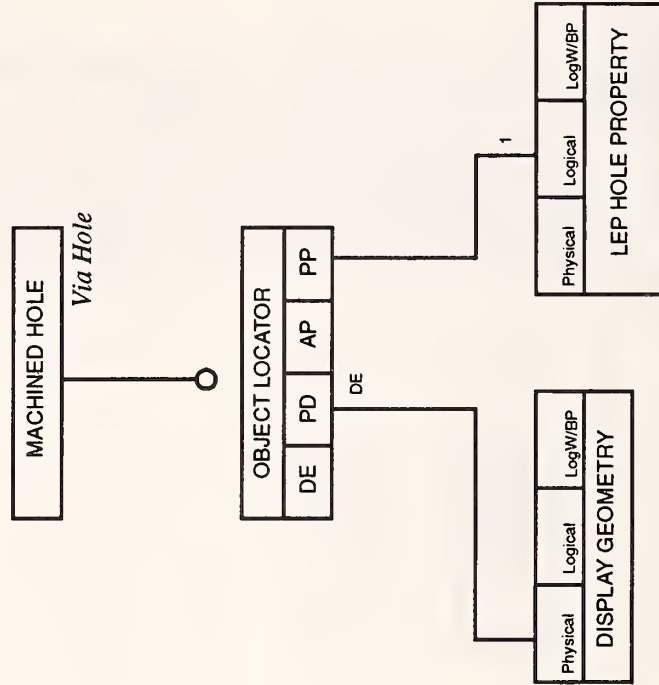 MACHINED HOLE
Via Hole
OBJECT LOCATOR
DE PD AP PP
DE
1
Physical Logical LogW/BP
DISPLAY GEOMETRY
Physical Logical LogW/BP
LEP HOLE PROPERTY